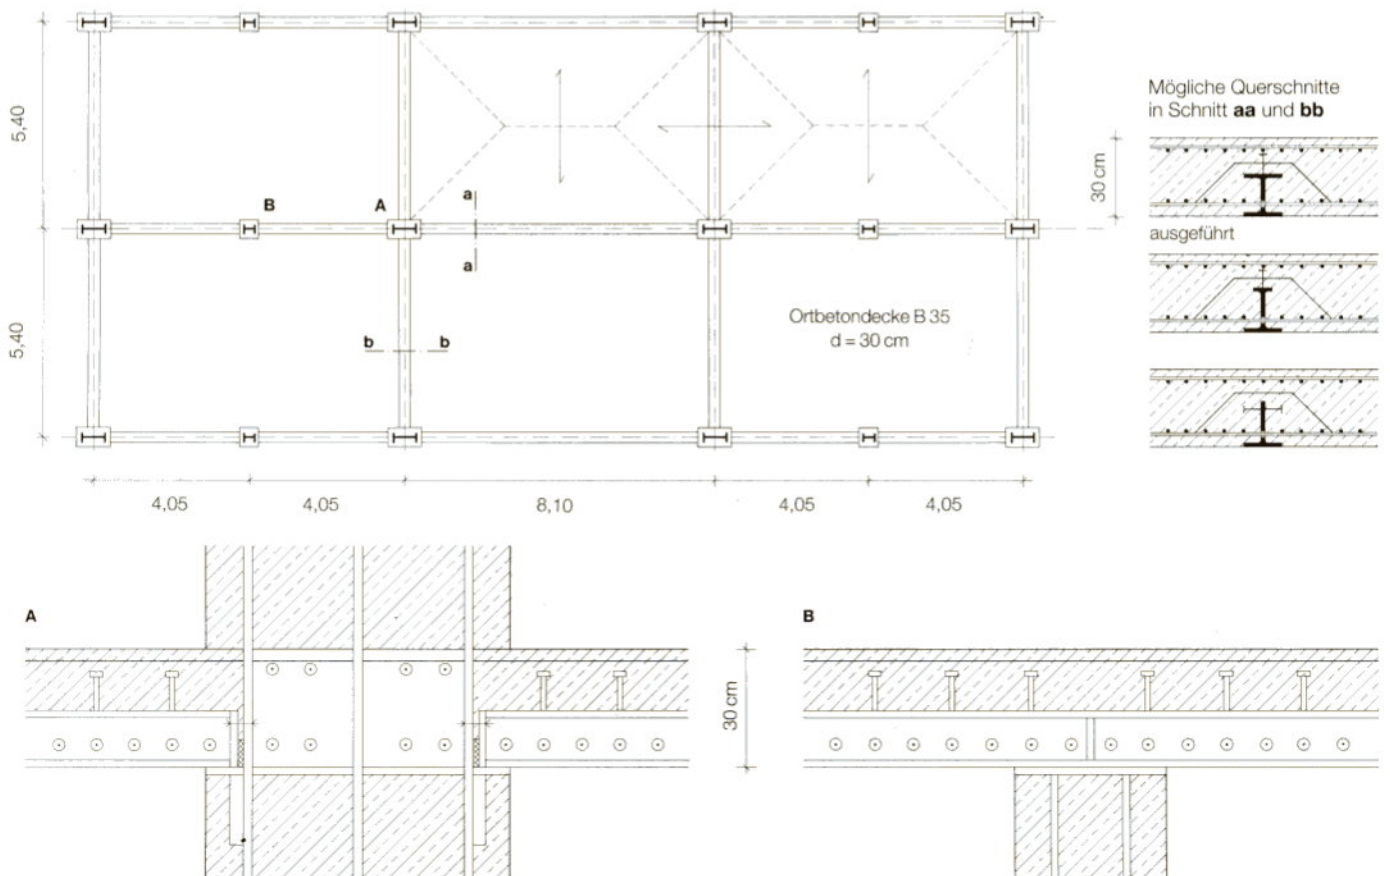 5,40
5,40
B
A
a
a
b
b
Ortbetondecke B 35
d = 30 cm
4,05
4,05
8,10
4,05
4,05
Mögliche Querschnitte
in Schnitt aa und bb
30 cm
ausgeführt
A
30 cm
B